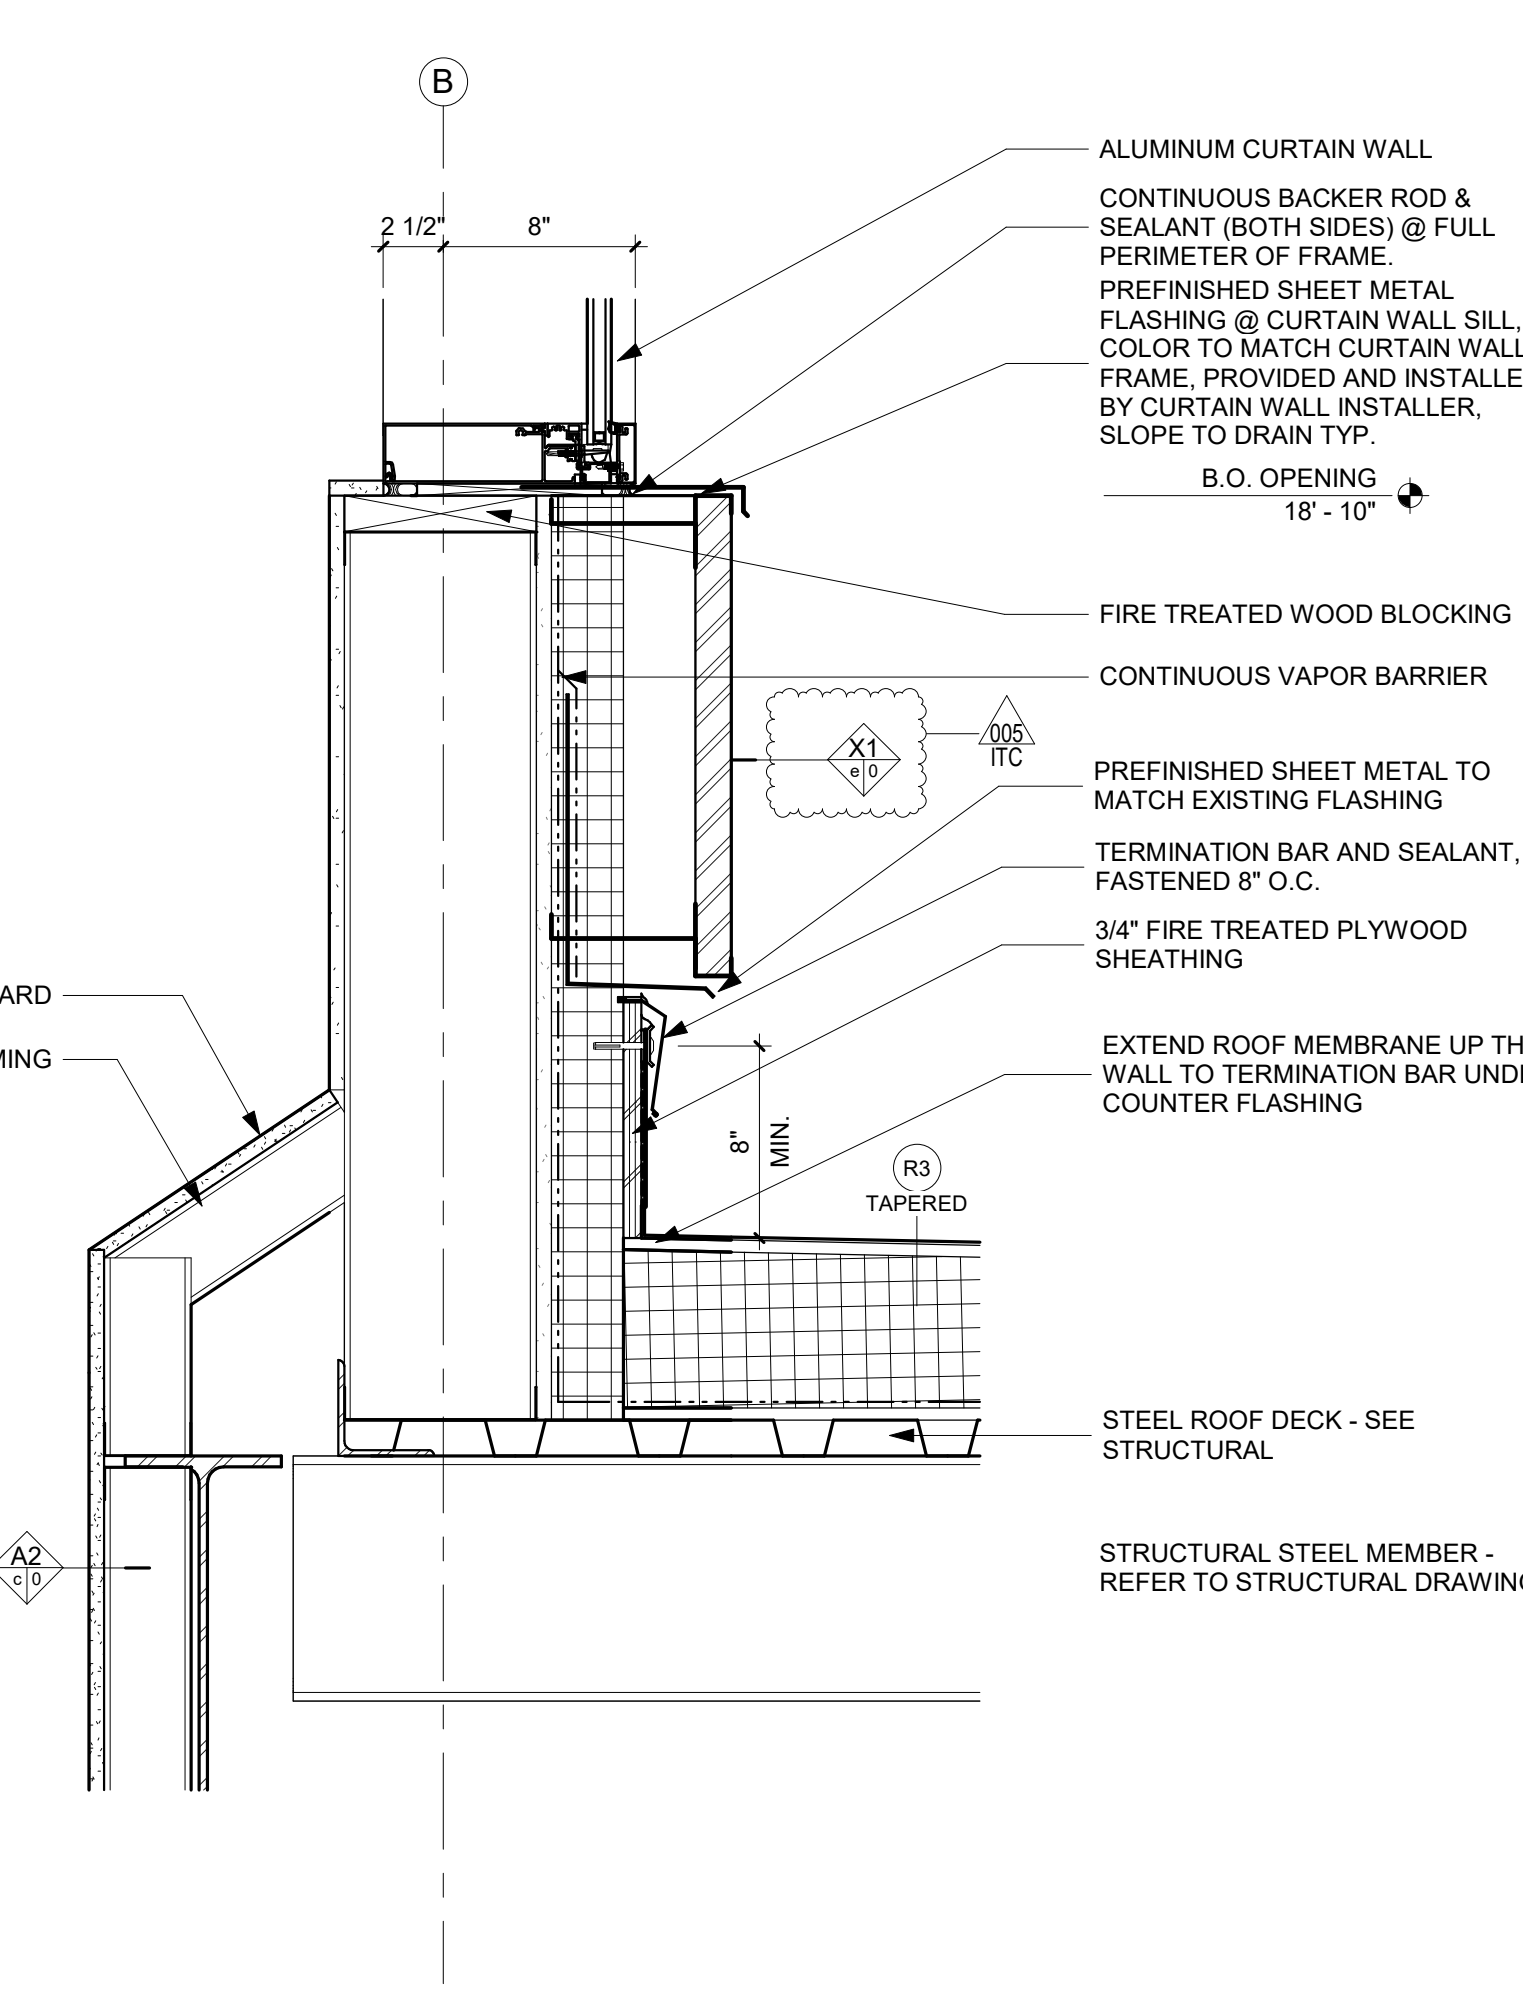 B
2 1/2"
8"
ALUMINUM CURTAIN WALL
CONTINUOUS BACKER ROD &
SEALANT (BOTH SIDES) @ FULL
PERIMETER OF FRAME.
PREFINISHED SHEET METAL
FLASHING @ CURTAIN WALL SILL,
COLOR TO MATCH CURTAIN WALL
FRAME, PROVIDED AND INSTALLE
BY CURTAIN WALL INSTALLER,
SLOPE TO DRAIN TYP.
B.O. OPENING
18' - 10"
FIRE TREATED WOOD BLOCKING
CONTINUOUS VAPOR BARRIER
X1
e 0
005
ITC
PREFINISHED SHEET METAL TO
MATCH EXISTING FLASHING
TERMINATION BAR AND SEALANT,
FASTENED 8" O.C.
3/4" FIRE TREATED PLYWOOD
SHEATHING
ARD
MING
EXTEND ROOF MEMBRANE UP TH
WALL TO TERMINATION BAR UND
COUNTER FLASHING
8"
MIN.
R3
TAPERED
STEEL ROOF DECK - SEE
STRUCTURAL
A2
c 0
STRUCTURAL STEEL MEMBER -
REFER TO STRUCTURAL DRAWING